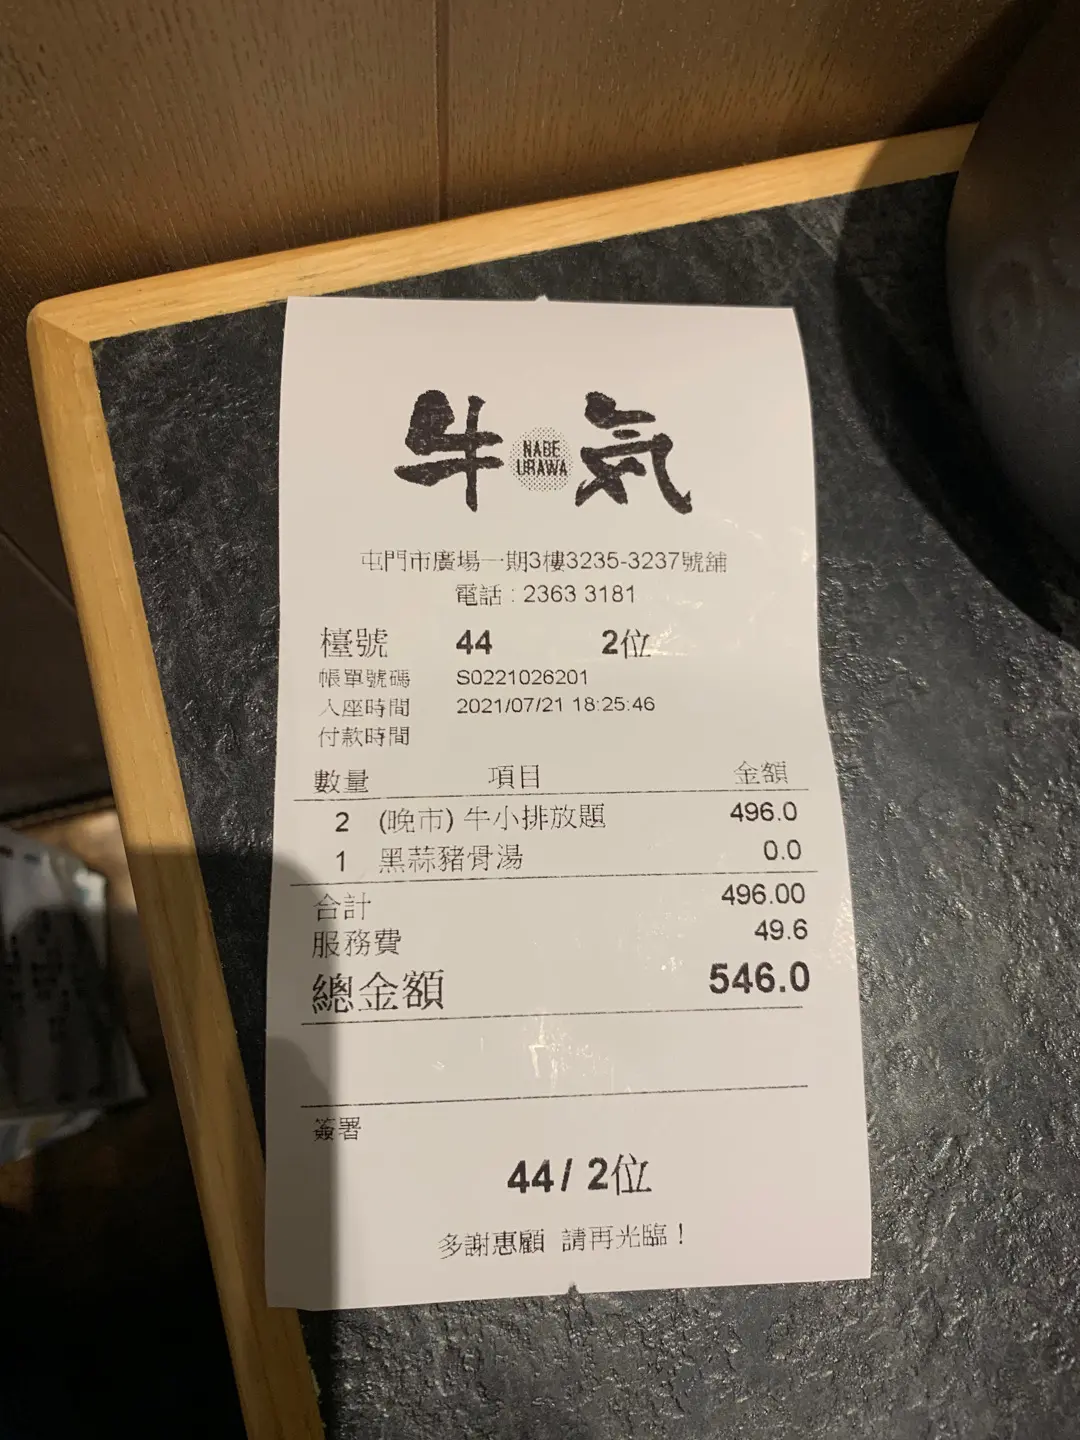 牛 NABE URAWA 気
屯門市廣場一期3樓3235-3237號舖
電話 : 2363 3181
檯號 44 2位
帳單號碼 S0221026201
入座時間 2021/07/21 18:25:46
付款時間
數量 項目 金額
2 (晚市) 牛小排放題 496.0
1 黑蒜豬骨湯 0.0
合計 496.00
服務費 49.6
總金額 546.0
簽署
44/ 2位
多謝惠顧 請再光臨！